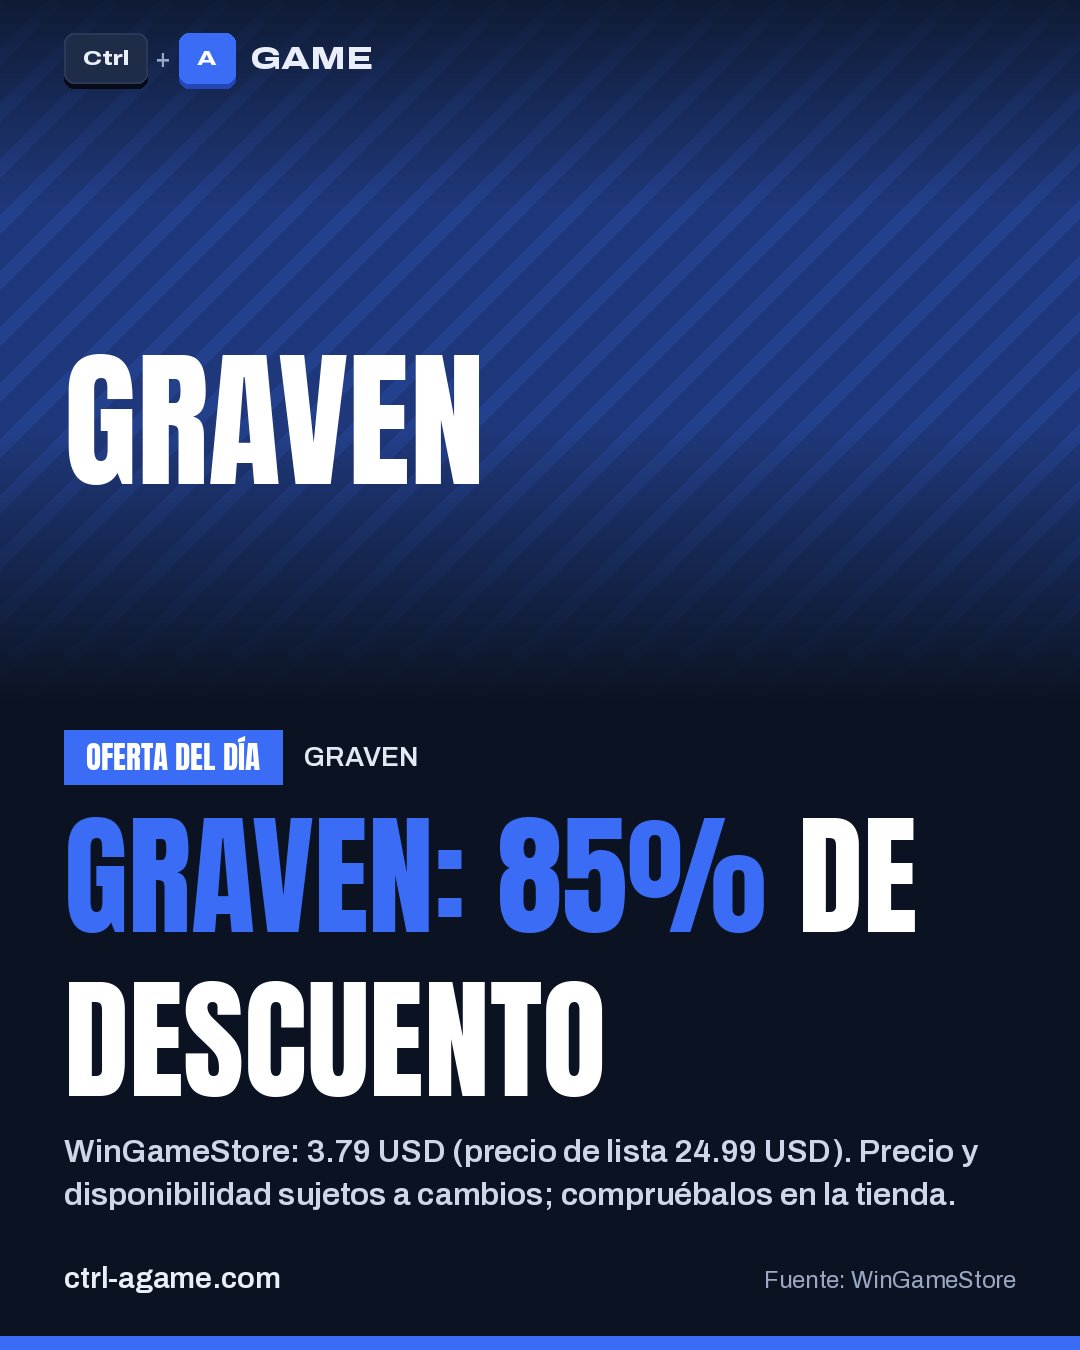 Ctrl + A GAME
GRAVEN
OFERTA DEL DÍA GRAVEN
GRAVEN: 85% DE
DESCUENTO
WinGameStore: 3.79 USD (precio de lista 24.99 USD). Precio y
disponibilidad sujetos a cambios; compruébalos en la tienda.
ctrl-agame.com Fuente: WinGameStore